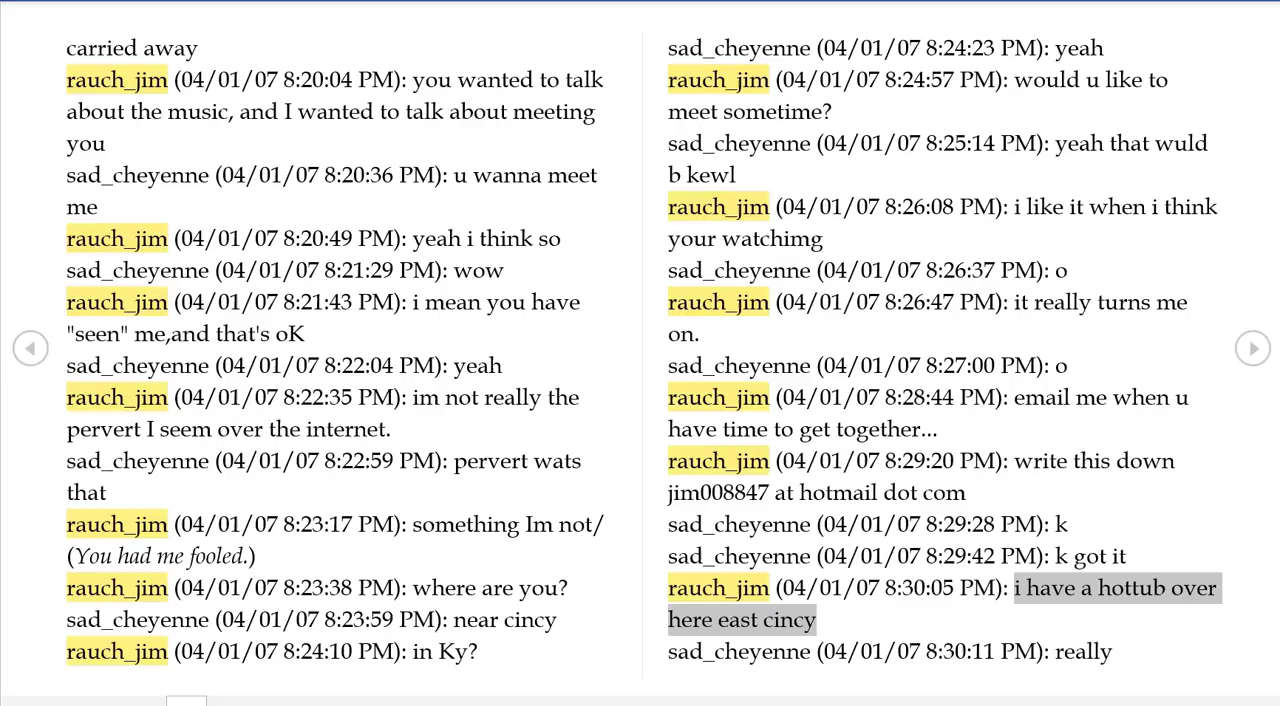 carried away
rauch_jim (04/01/07 8:20:04 PM): you wanted to talk
about the music, and I wanted to talk about meeting
you
sad_cheyenne (04/01/07 8:20:36 PM): u wanna meet
me
rauch_jim (04/01/07 8:20:49 PM): yeah i think so
sad_cheyenne (04/01/07 8:21:29 PM): wow
rauch_jim (04/01/07 8:21:43 PM): i mean you have
"seen" me,and that's oK
sad_cheyenne (04/01/07 8:22:04 PM): yeah
rauch_jim (04/01/07 8:22:35 PM): im not really the
pervert I seem over the internet.
sad_cheyenne (04/01/07 8:22:59 PM): pervert wats
that
rauch_jim (04/01/07 8:23:17 PM): something Im not/
(You had me fooled.)
rauch_jim (04/01/07 8:23:38 PM): where are you?
sad_cheyenne (04/01/07 8:23:59 PM): near cincy
rauch_jim (04/01/07 8:24:10 PM): in Ky?
sad_cheyenne (04/01/07 8:24:23 PM): yeah
rauch_jim (04/01/07 8:24:57 PM): would u like to
meet sometime?
sad_cheyenne (04/01/07 8:25:14 PM): yeah that wuld
b kewl
rauch_jim (04/01/07 8:26:08 PM): i like it when i think
your watchimg
sad_cheyenne (04/01/07 8:26:37 PM): o
rauch_jim (04/01/07 8:26:47 PM): it really turns me
on.
sad_cheyenne (04/01/07 8:27:00 PM): o
rauch_jim (04/01/07 8:28:44 PM): email me when u
have time to get together...
rauch_jim (04/01/07 8:29:20 PM): write this down
jim008847 at hotmail dot com
sad_cheyenne (04/01/07 8:29:28 PM): k
sad_cheyenne (04/01/07 8:29:42 PM): k got it
rauch_jim (04/01/07 8:30:05 PM): i have a hottub over
here east cincy
sad_cheyenne (04/01/07 8:30:11 PM): really